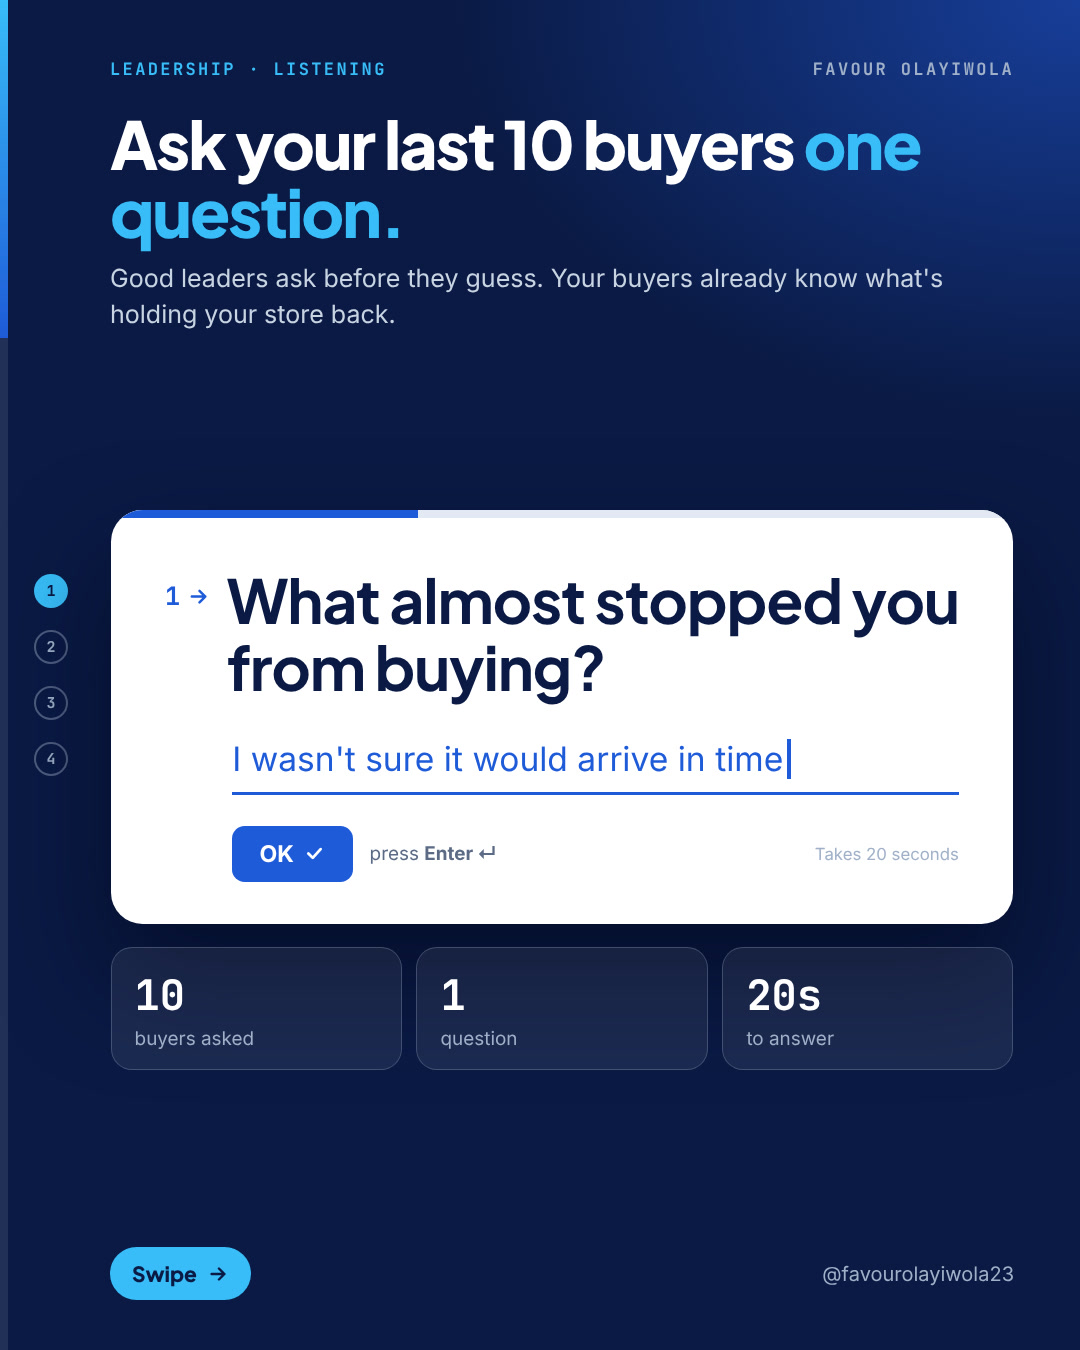 LEADERSHIP · LISTENING
FAVOUR OLAYIWOLA
Ask your last 10 buyers one
question.
Good leaders ask before they guess. Your buyers already know what's
holding your store back.
1
2
3
4
1 → What almost stopped you
from buying?
I wasn't sure it would arrive in time
OK ✓ press Enter ↵
Takes 20 seconds
10
buyers asked
1
question
20s
to answer
Swipe →
@favourolayiwola23